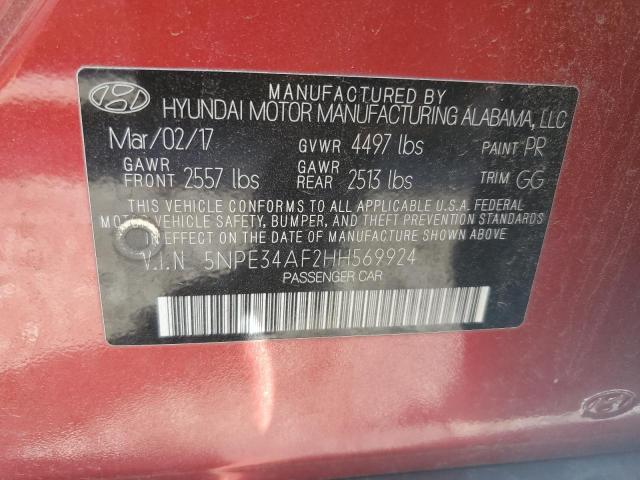 MANUFACTURED BY
HYUNDAI MOTOR MANUFACTURING ALABAMA, LLC
Mar/02/17 GVWR 4497 lbs PAINT PR
GAWR FRONT 2557 lbs GAWR REAR 2513 lbs TRIM GG
THIS VEHICLE CONFORMS TO ALL APPLICABLE U.S.A. FEDERAL
MOTOR VEHICLE SAFETY, BUMPER, AND THEFT PREVENTION STANDARDS
IN EFFECT ON THE DATE OF MANUFACTURE SHOWN ABOVE.
V.I.N 5NPE34AF2HH569924
PASSENGER CAR